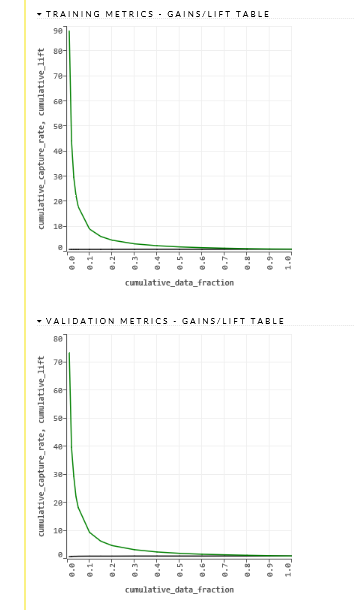 TRAINING METRICS - GAINS/LIFT TABLE
cumulative_capture_rate, cumulative_lift
90
80
70
60
50
40
30
20
10
0
0.0 0.1 0.2 0.3 0.4 0.5 0.6 0.7 0.8 0.9 1.0
cumulative_data_fraction
VALIDATION METRICS - GAINS/LIFT TABLE
cumulative_capture_rate, cumulative_lift
80
70
60
50
40
30
20
10
0
0.0 0.1 0.2 0.3 0.4 0.5 0.6 0.7 0.8 0.9 1.0
cumulative_data_fraction